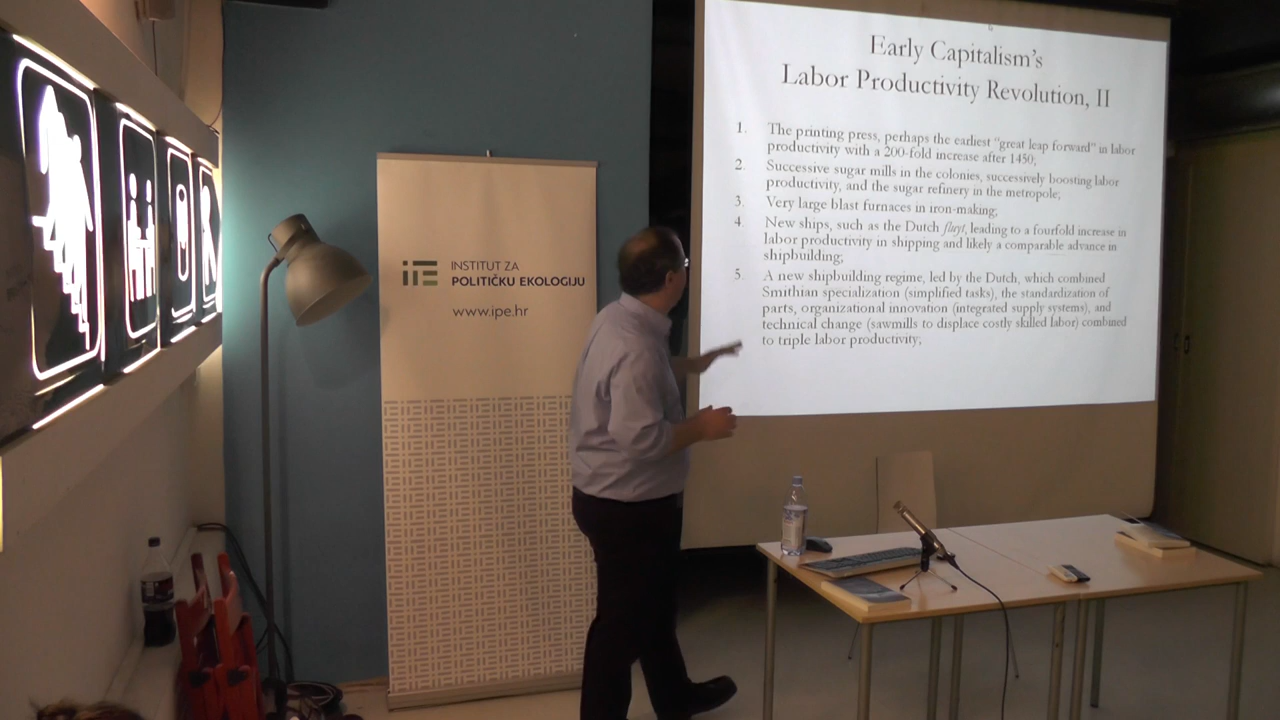 Early Capitalism's
Labor Productivity Revolution, II
1. The printing press, perhaps the earliest "great leap forward" in labor
productivity with a 200-fold increase after 1450,
2. Successive sugar mills in the colonies, successively boosting labor
productivity, and the sugar refinery in the metropole;
3. Very large blast furnaces in iron-making;
4. New ships, such as the Dutch fluyt, leading to a fourfold increase in
labor productivity in shipping and likely a comparable advance in
shipbuilding;
5. A new shipbuilding regime, led by the Dutch, which combined
Smithian specialization (simplified tasks), the standardization of
parts, organizational innovation (integrated supply systems), and
technical change (sawmills to displace costly skilled labor) combined
to triple labor productivity;
INSTITUT ZA
POLITIČKU EKOLOGIJU
www.ipe.hr